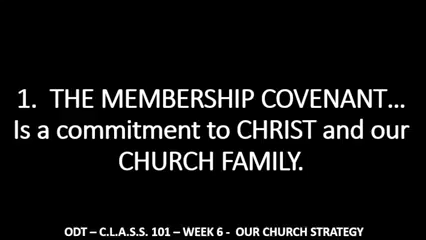 1. THE MEMBERSHIP COVENANT...
Is a commitment to CHRIST and our
CHURCH FAMILY.
ODT – C.L.A.S.S. 101 – WEEK 6 - OUR CHURCH STRATEGY